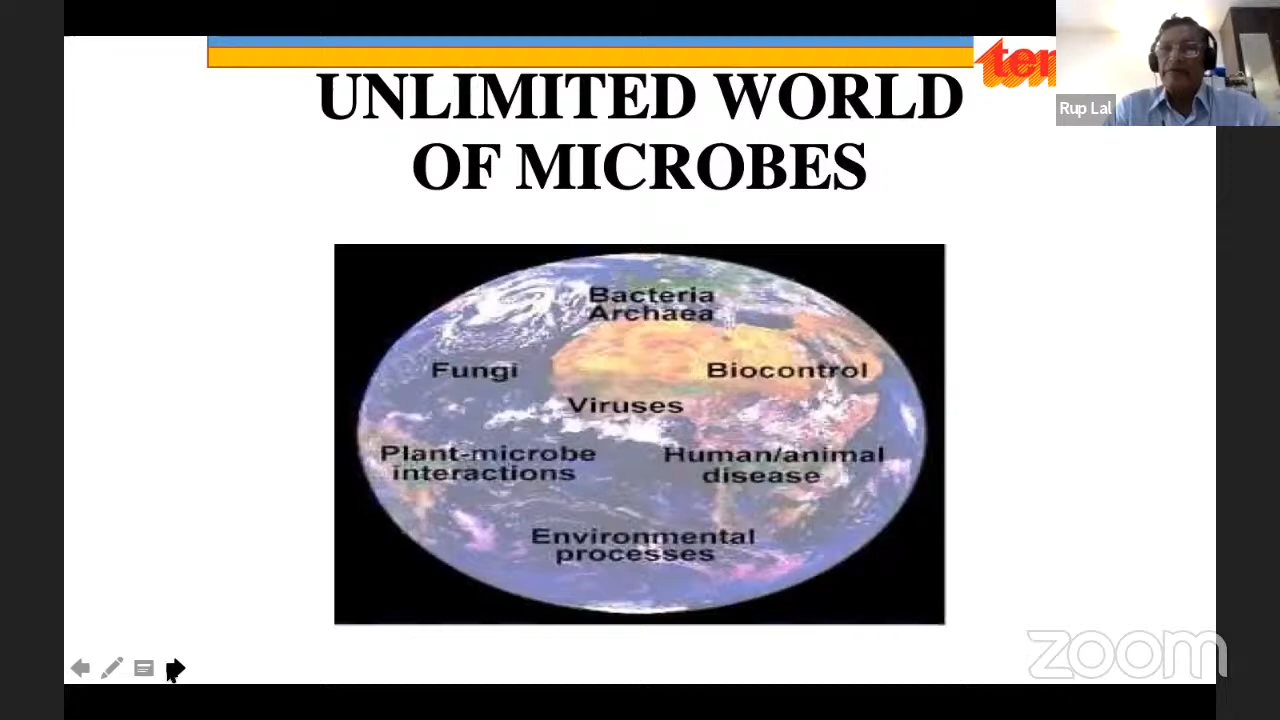 UNLIMITED WORLD
OF MICROBES
Rup Lal
Bacteria
Archaea
Fungi
Biocontrol
Viruses
Plant-microbe
interactions
Human/animal
disease
Environmental
processes
zoom